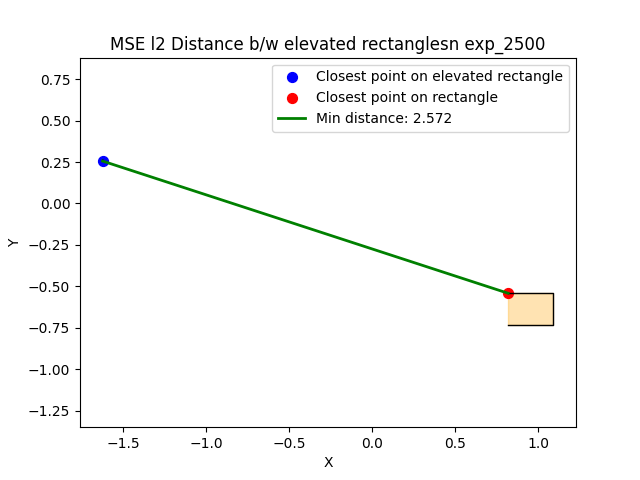 MSE l2 Distance b/w elevated rectanglesn exp_2500
Closest point on elevated rectangle
Closest point on rectangle
Min distance: 2.572
0.75
0.50
0.25
0.00
−0.25
−0.50
−0.75
−1.00
−1.25
Y
−1.5
−1.0
−0.5
0.0
0.5
1.0
X